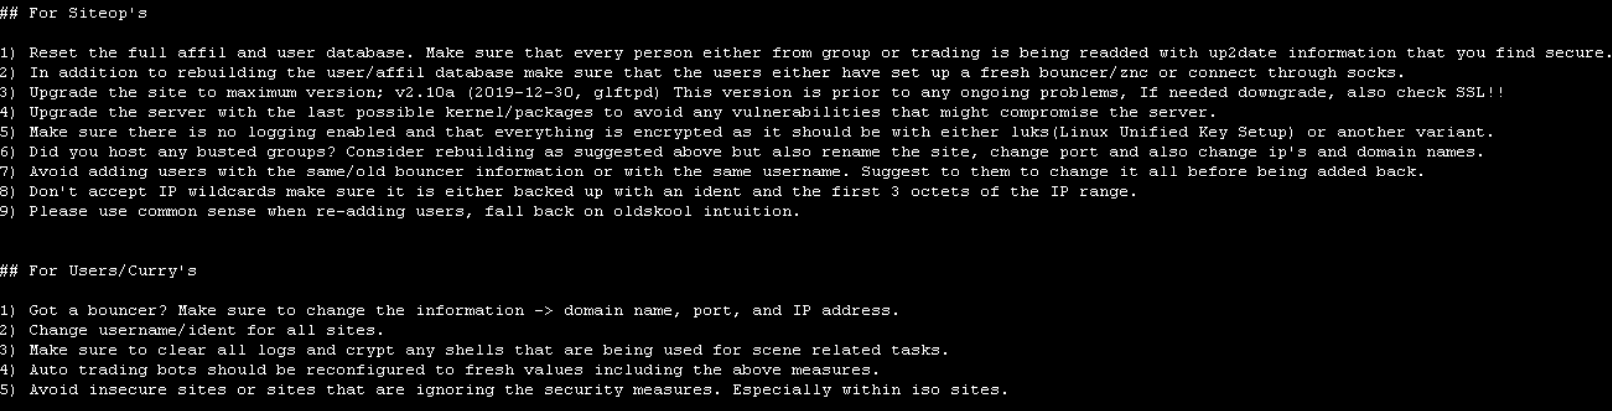 ## For Siteop's
1) Reset the full affil and user database. Make sure that every person either from group or trading is being readded with up2date information that you find secure.
2) In addition to rebuilding the user/affil database make sure that the users either have set up a fresh bouncer/znc or connect through socks.
3) Upgrade the site to maximum version; v2.10a (2019-12-30, glftpd) This version is prior to any ongoing problems, If needed downgrade, also check SSL!!
4) Upgrade the server with the last possible kernel/packages to avoid any vulnerabilities that might compromise the server.
5) Make sure there is no logging enabled and that everything is encrypted as it should be with either luks(Linux Unified Key Setup) or another variant.
6) Did you host any busted groups? Consider rebuilding as suggested above but also rename the site, change port and also change ip's and domain names.
7) Avoid adding users with the same/old bouncer information or with the same username. Suggest to them to change it all before being added back.
8) Don't accept IP wildcards make sure it is either backed up with an ident and the first 3 octets of the IP range.
9) Please use common sense when re-adding users, fall back on oldskool intuition.
## For Users/Curry's
1) Got a bouncer? Make sure to change the information -> domain name, port, and IP address.
2) Change username/ident for all sites.
3) Make sure to clear all logs and crypt any shells that are being used for scene related tasks.
4) Auto trading bots should be reconfigured to fresh values including the above measures.
5) Avoid insecure sites or sites that are ignoring the security measures. Especially within iso sites.